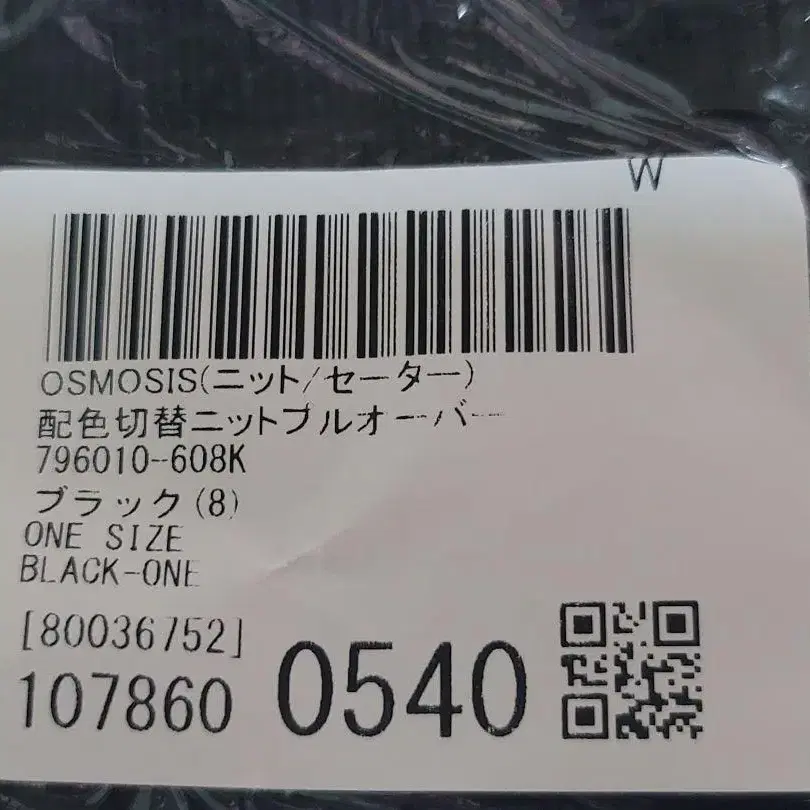 W
OSMOSIS(ニット/セーター)
配色切替ニットプルオーバー
796010-608K
ブラック(8)
ONE SIZE
BLACK-ONE
[80036752]
107860 0540